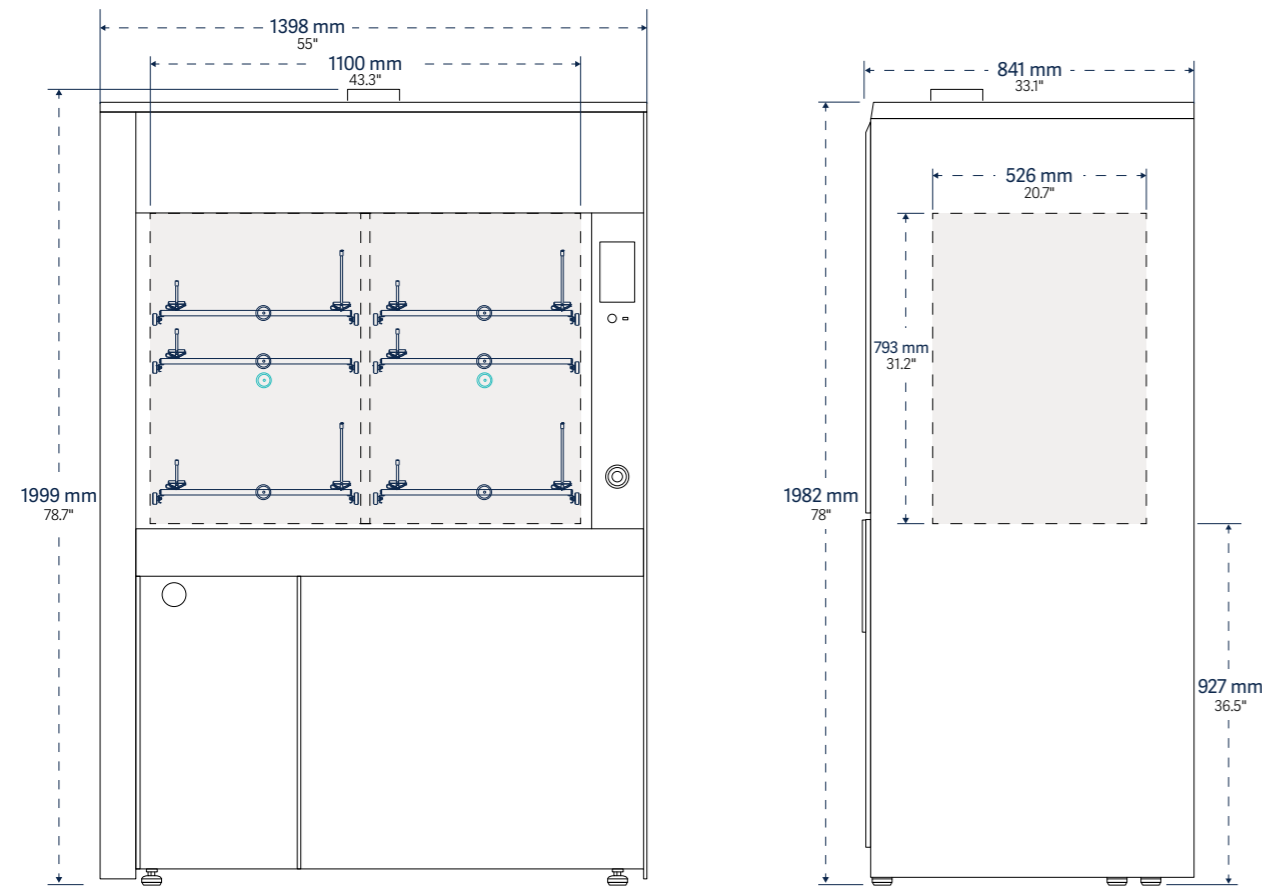 1398 mm
55"
1100 mm
43.3"
841 mm
33.1"
526 mm
20.7"
793 mm
31.2"
1999 mm
78.7"
1982 mm
78"
927 mm
36.5"